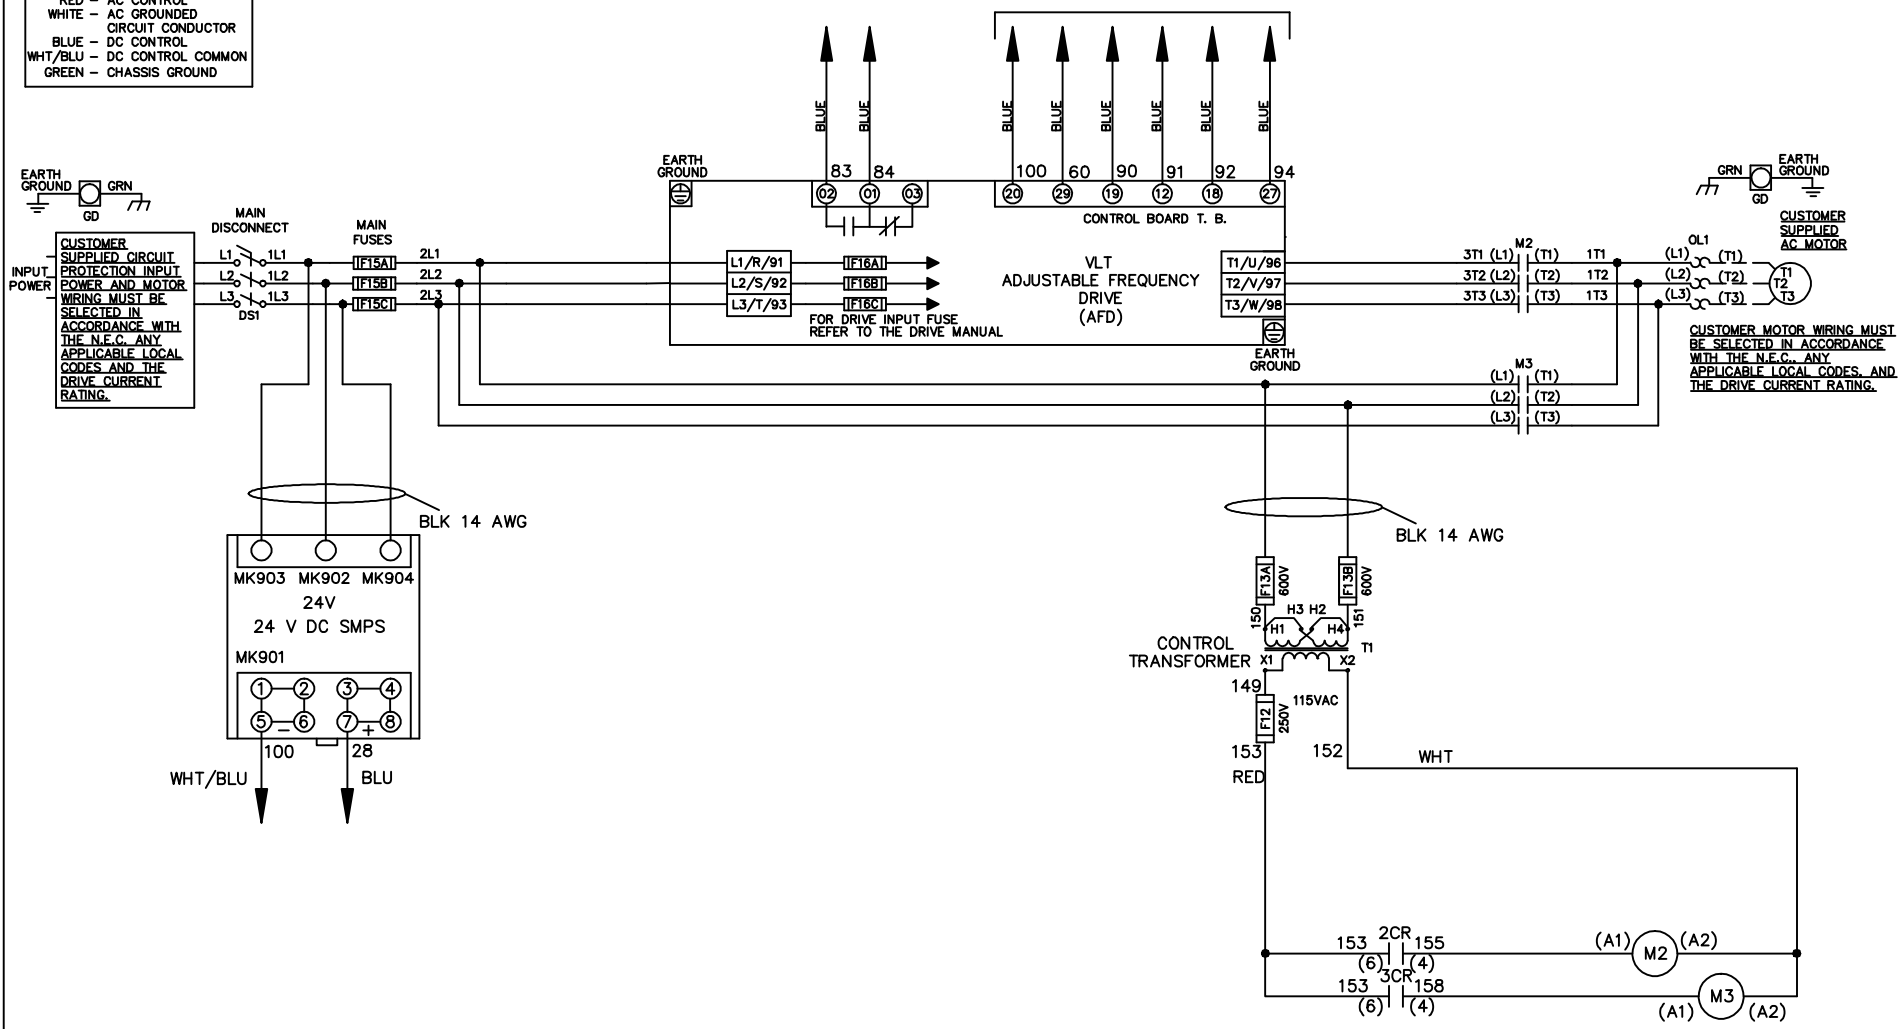 RED - AC CONTROL
WHITE - AC GROUNDED
CIRCUIT CONDUCTOR
BLUE - DC CONTROL
WHT/BLU - DC CONTROL COMMON
GREEN - CHASSIS GROUND
BLUE
BLUE
BLUE
BLUE
BLUE
BLUE
BLUE
BLUE
EARTH
GROUND
GRN
GD
MAIN
DISCONNECT
MAIN
FUSES
INPUT
POWER
CUSTOMER
SUPPLIED CIRCUIT
PROTECTION INPUT
POWER AND MOTOR
WIRING MUST BE
SELECTED IN
ACCORDANCE WITH
THE N.E.C. ANY
APPLICABLE LOCAL
CODES AND THE
DRIVE CURRENT
RATING.
L1 1L1
L2 1L2
L3 1L3
DS1
F15A
F15B
F15C
2L1
2L2
2L3
EARTH
GROUND
83 84
02 01 03
100 60 90 91 92 94
20 29 19 12 18 27
CONTROL BOARD T. B.
L1/R/91
L2/S/92
L3/T/93
F16A
F16B
F16C
FOR DRIVE INPUT FUSE
REFER TO THE DRIVE MANUAL
VLT
ADJUSTABLE FREQUENCY
DRIVE
(AFD)
T1/U/96
T2/V/97
T3/W/98
EARTH
GROUND
M2
3T1 (L1) (T1) 1T1
3T2 (L2) (T2) 1T2
3T3 (L3) (T3) 1T3
OL1
(L1) (T1)
(L2) (T2)
(L3) (T3)
T1
T2
T3
GRN
EARTH
GROUND
GD
CUSTOMER
SUPPLIED
AC MOTOR
CUSTOMER MOTOR WIRING MUST
BE SELECTED IN ACCORDANCE
WITH THE N.E.C., ANY
APPLICABLE LOCAL CODES, AND
THE DRIVE CURRENT RATING.
M3
(L1) (T1)
(L2) (T2)
(L3) (T3)
BLK 14 AWG
MK903 MK902 MK904
24V
24 V DC SMPS
MK901
1 2 3 4
5 6 7 8
- +
100 28
WHT/BLU BLU
BLK 14 AWG
F13A
600V
F13B
600V
150
151
H3 H2
H1 H4
T1
CONTROL
TRANSFORMER
X1 X2
149
115VAC
F12
250V
153
RED
152
WHT
2CR
153 155
(6) (4)
(A1) M2 (A2)
3CR
153 158
(6) (4)
(A1) M3 (A2)